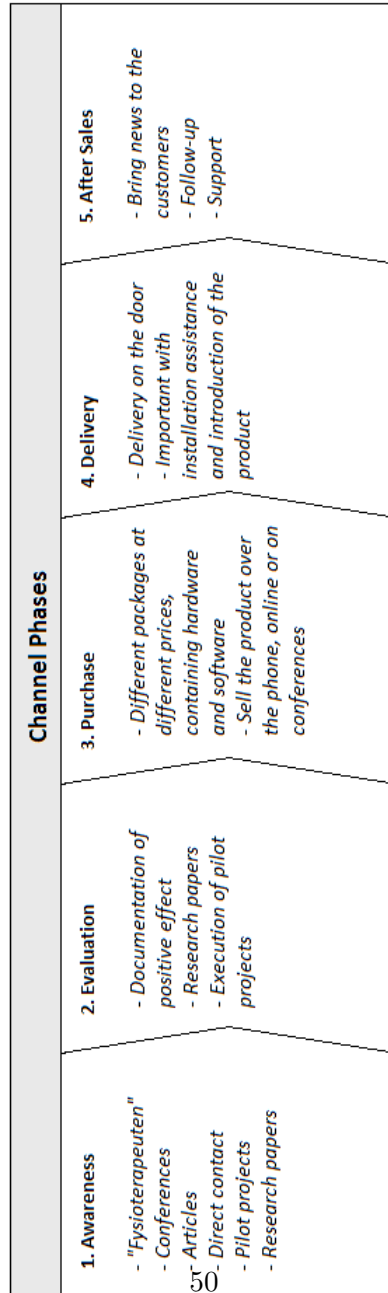 Channel Phases
1. Awareness
- "Fysioterapeuten"
- Conferences
- Articles
- Direct contact
- Pilot projects
- Research papers
2. Evaluation
- Documentation of
positive effect
- Research papers
- Execution of pilot
projects
3. Purchase
- Different packages at
different prices,
containing hardware
and software
- Sell the product over
the phone, online or on
conferences
4. Delivery
- Delivery on the door
- Important with
installation assistance
and introduction of the
product
5. After Sales
- Bring news to the
customers
- Follow-up
- Support
50